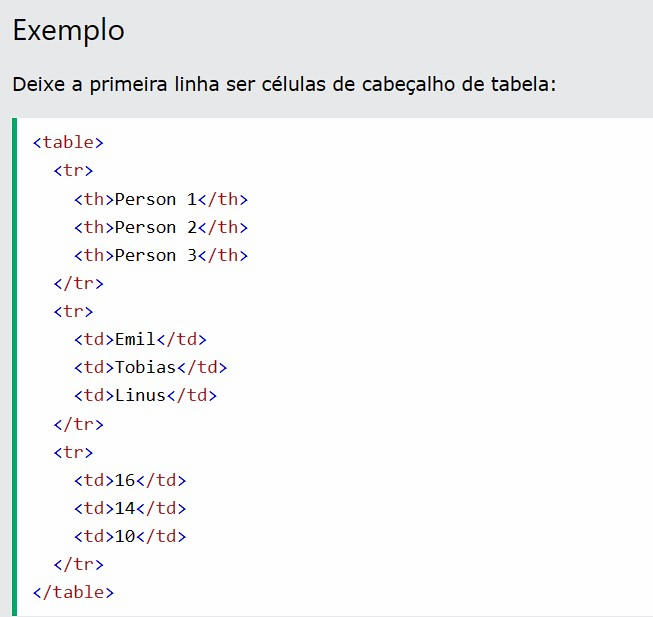 Exemplo
Deixe a primeira linha ser células de cabeçalho de tabela:
<table>
  <tr>
    <th>Person 1</th>
    <th>Person 2</th>
    <th>Person 3</th>
  </tr>
  <tr>
    <td>Emil</td>
    <td>Tobias</td>
    <td>Linus</td>
  </tr>
  <tr>
    <td>16</td>
    <td>14</td>
    <td>10</td>
  </tr>
</table>